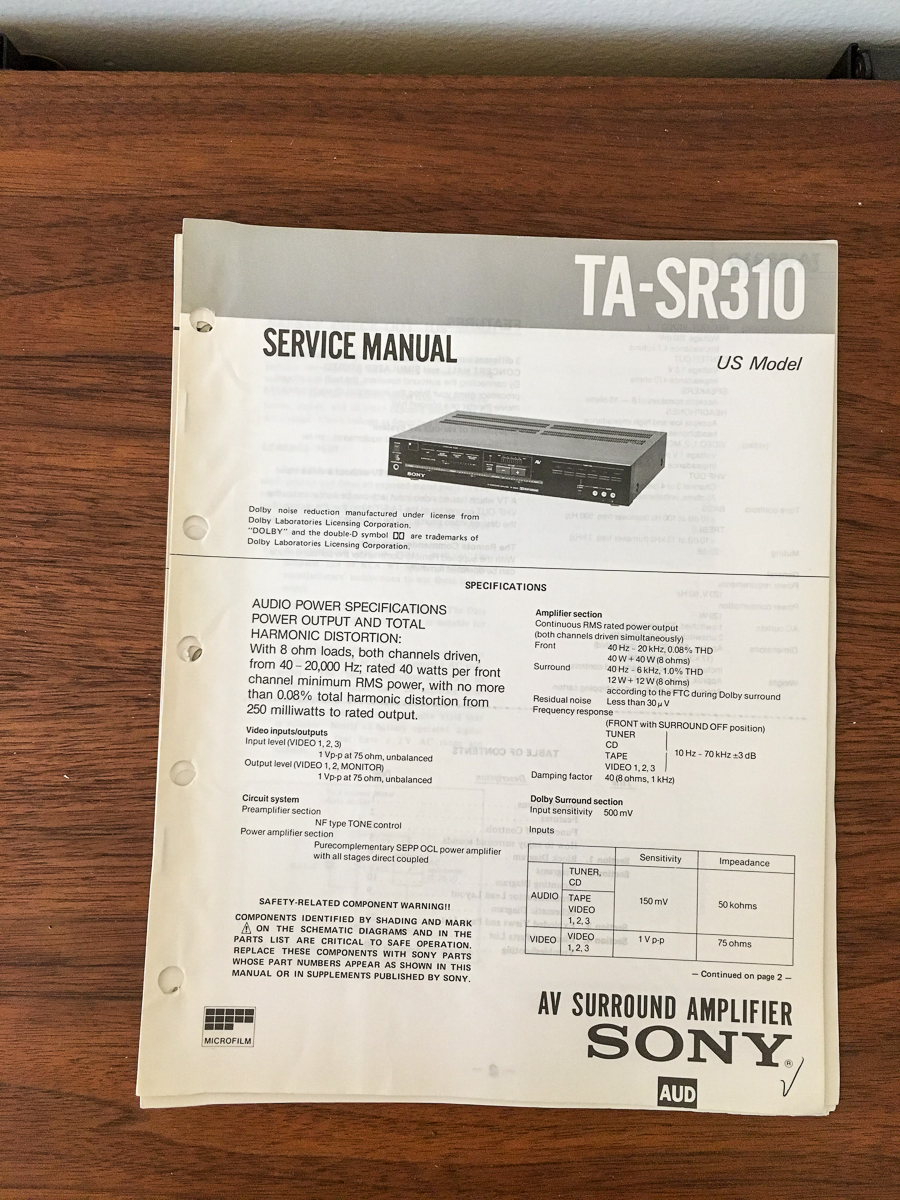 TA-SR310
SERVICE MANUAL
US Model
SONY
Dolby noise reduction manufactured under license from
Dolby Laboratories Licensing Corporation.
"DOLBY" and the double-D symbol are trademarks of
Dolby Laboratories Licensing Corporation.
SPECIFICATIONS
AUDIO POWER SPECIFICATIONS
POWER OUTPUT AND TOTAL
HARMONIC DISTORTION:
With 8 ohm loads, both channels driven,
from 40 – 20,000 Hz; rated 40 watts per front
channel minimum RMS power, with no more
than 0.08% total harmonic distortion from
250 milliwatts to rated output.
Video inputs/outputs
Input level (VIDEO 1, 2, 3)
1 Vp-p at 75 ohm, unbalanced
Output level (VIDEO 1, 2, MONITOR)
1 Vp-p at 75 ohm, unbalanced
Circuit system
Preamplifier section
NF type TONE control
Power amplifier section
Purecomplementary SEPP OCL power amplifier
with all stages direct coupled
SAFETY-RELATED COMPONENT WARNING!!
COMPONENTS IDENTIFIED BY SHADING AND MARK
⚠ ON THE SCHEMATIC DIAGRAMS AND IN THE
PARTS LIST ARE CRITICAL TO SAFE OPERATION.
REPLACE THESE COMPONENTS WITH SONY PARTS
WHOSE PART NUMBERS APPEAR AS SHOWN IN THIS
MANUAL OR IN SUPPLEMENTS PUBLISHED BY SONY.
Amplifier section
Continuous RMS rated power output
(both channels driven simultaneously)
Front 40 Hz – 20 kHz, 0.08% THD
40 W + 40 W (8 ohms)
Surround 40 Hz – 6 kHz, 1.0% THD
12 W + 12 W (8 ohms)
according to the FTC during Dolby surround
Residual noise Less than 30 μV
Frequency response
(FRONT with SURROUND OFF position)
TUNER
CD
TAPE
VIDEO 1, 2, 3
10 Hz – 70 kHz ±3 dB
Damping factor 40 (8 ohms, 1 kHz)
Dolby Surround section
Input sensitivity 500 mV
Inputs
Sensitivity Impeadance
AUDIO TUNER, CD 150 mV 50 kohms
TAPE
VIDEO
1, 2, 3
VIDEO VIDEO 1, 2, 3 1 V p-p 75 ohms
— Continued on page 2 —
MICROFILM
AV SURROUND AMPLIFIER
SONY®
AUD